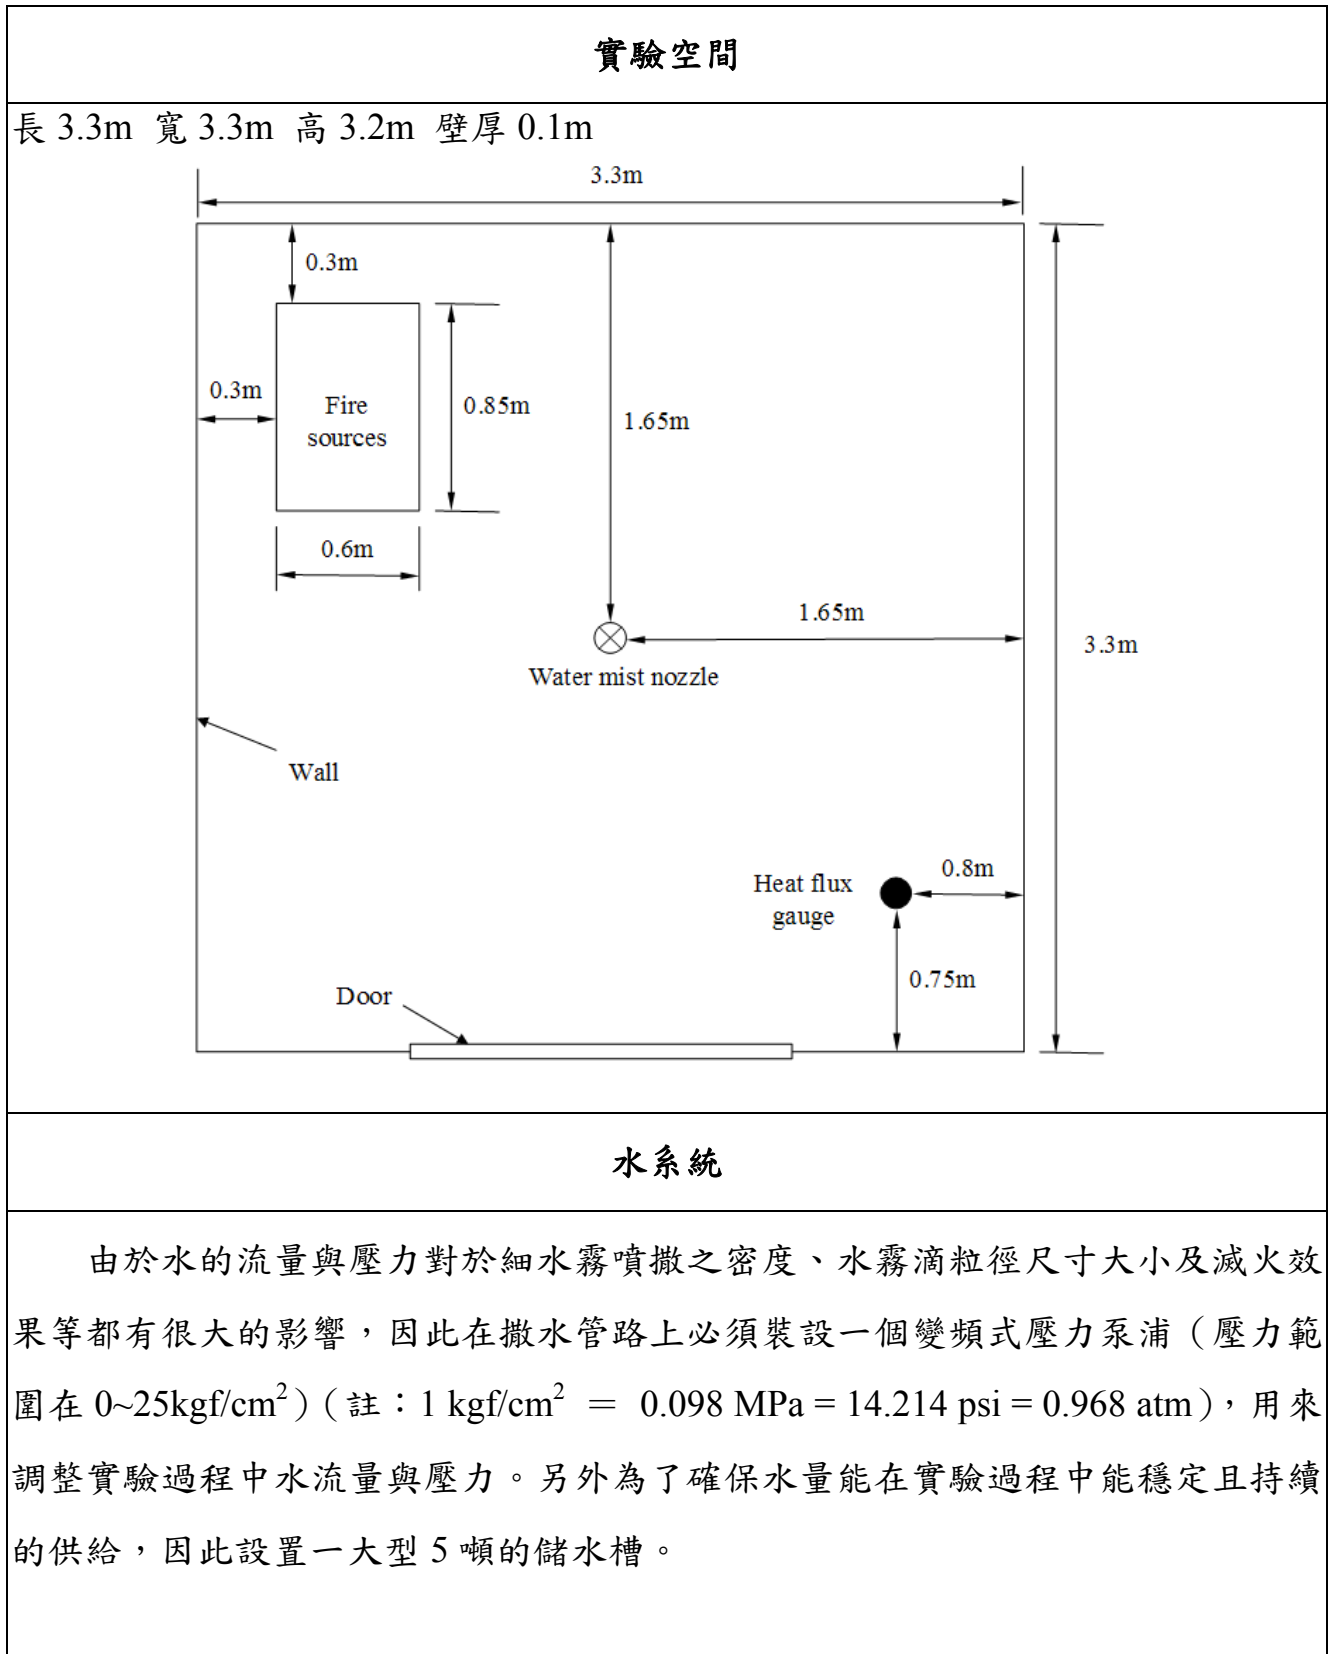 實驗空間
長 3.3m 寬 3.3m 高 3.2m 壁厚 0.1m
3.3m
0.3m
0.3m
Fire
sources
0.85m
1.65m
0.6m
1.65m
3.3m
Water mist nozzle
Wall
Heat flux
gauge
0.8m
0.75m
Door
水系統
由於水的流量與壓力對於細水霧噴撒之密度、水霧滴粒徑尺寸大小及滅火效
果等都有很大的影響，因此在撒水管路上必須裝設一個變頻式壓力泵浦（壓力範
圍在 0~25kgf/cm²）（註：1 kgf/cm² ＝ 0.098 MPa = 14.214 psi = 0.968 atm），用來
調整實驗過程中水流量與壓力。另外為了確保水量能在實驗過程中能穩定且持續
的供給，因此設置一大型 5 噸的儲水槽。